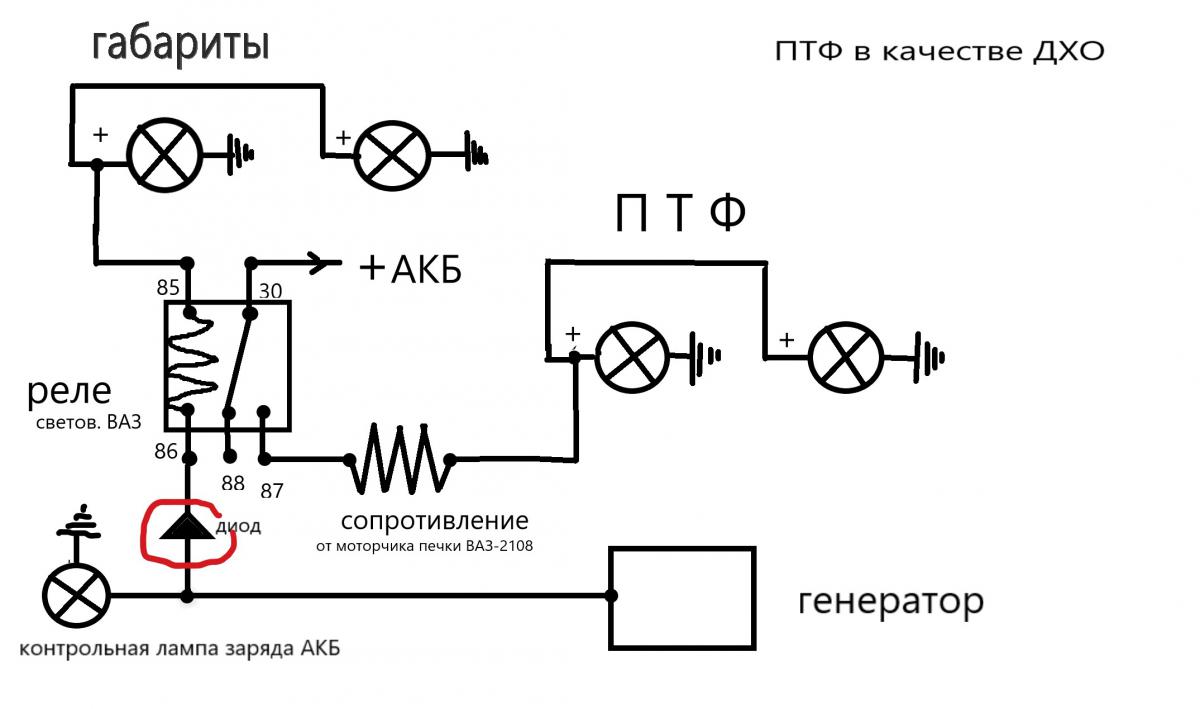 габариты
ПТФ в качестве ДХО
+
+
П Т Ф
85
30
+АКБ
+
+
реле
светов. ВАЗ
86
88
87
диод
сопротивление
от моторчика печки ВАЗ-2108
генератор
контрольная лампа заряда АКБ